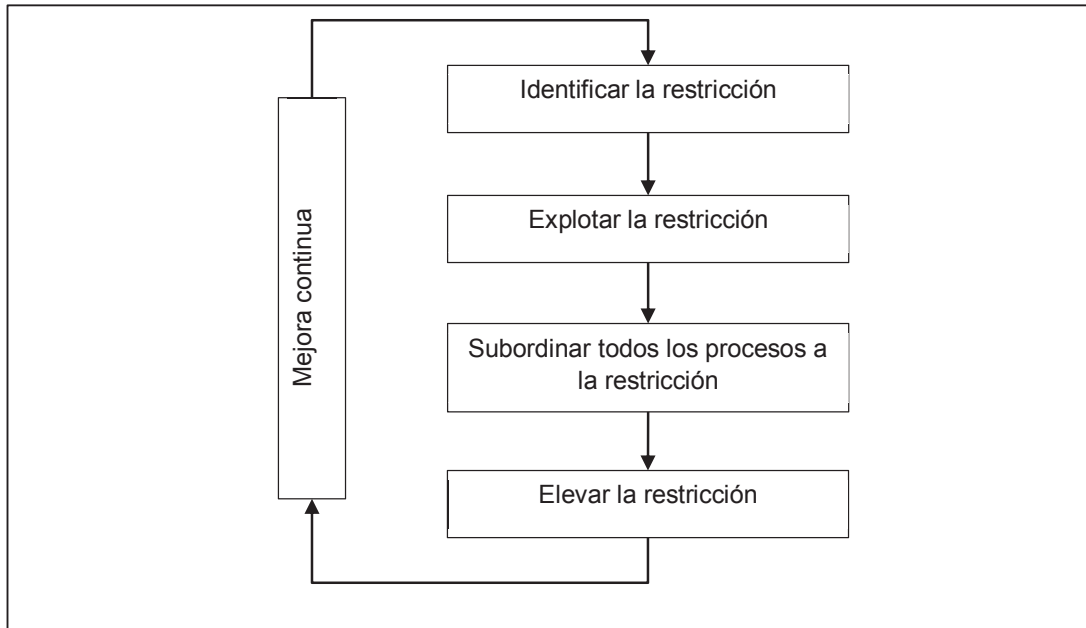 Identificar la restricción
Explotar la restricción
Subordinar todos los procesos a
la restricción
Elevar la restricción
Mejora continua